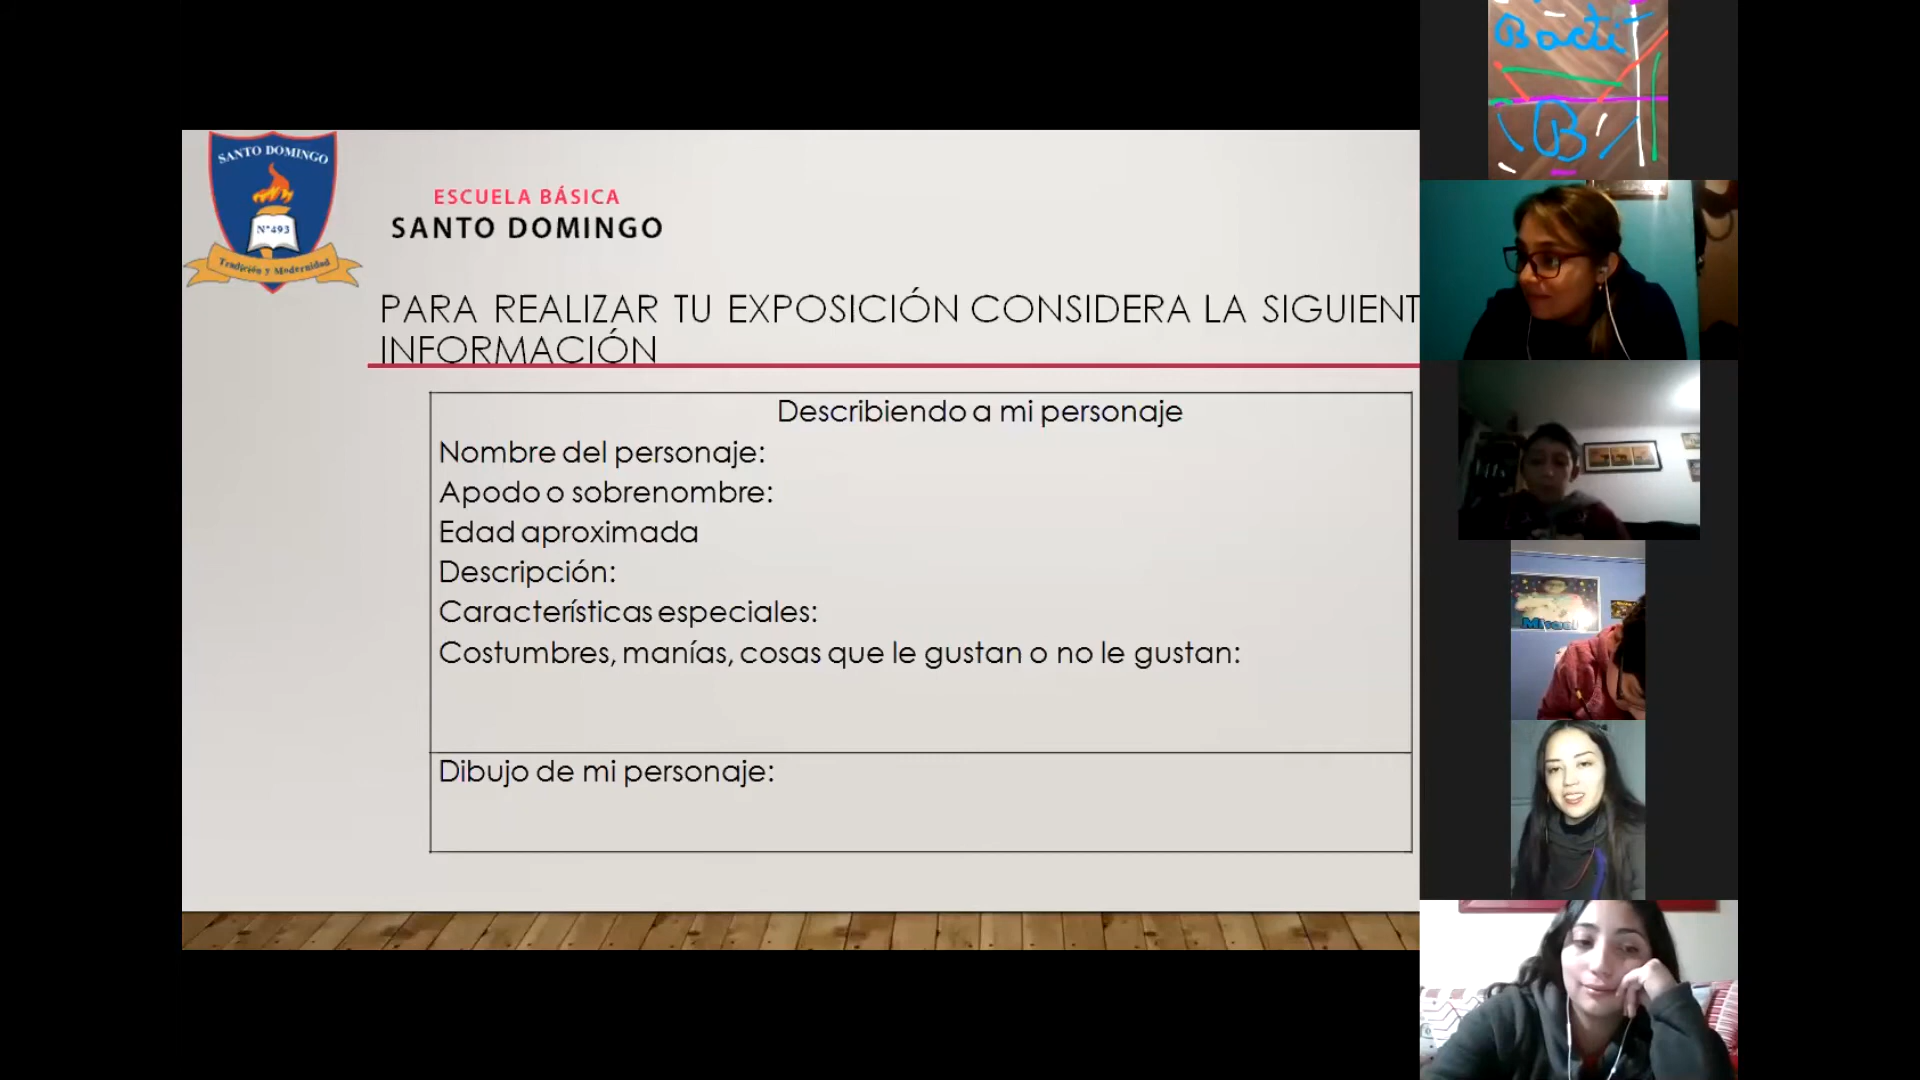 SANTO DOMINGO
N°493
Tradición y Modernidad
ESCUELA BÁSICA
SANTO DOMINGO
PARA REALIZAR TU EXPOSICIÓN CONSIDERA LA SIGUIENT
INFORMACIÓN
Describiendo a mi personaje
Nombre del personaje:
Apodo o sobrenombre:
Edad aproximada
Descripción:
Características especiales:
Costumbres, manías, cosas que le gustan o no le gustan:
Dibujo de mi personaje:
Bacti
B